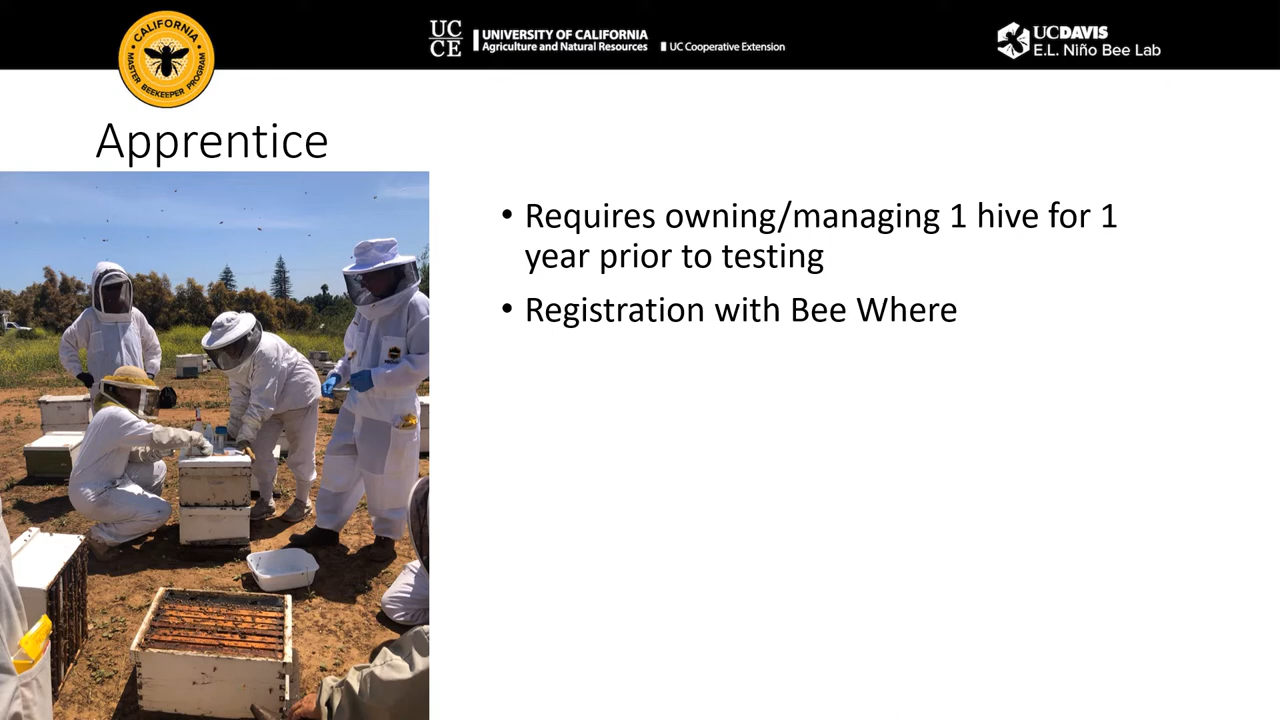 CALIFORNIA
MASTER BEEKEEPER PROGRAM
UC
CE
UNIVERSITY OF CALIFORNIA
Agriculture and Natural Resources
UC Cooperative Extension
UCDAVIS
E.L. Niño Bee Lab
Apprentice
• Requires owning/managing 1 hive for 1
year prior to testing
• Registration with Bee Where